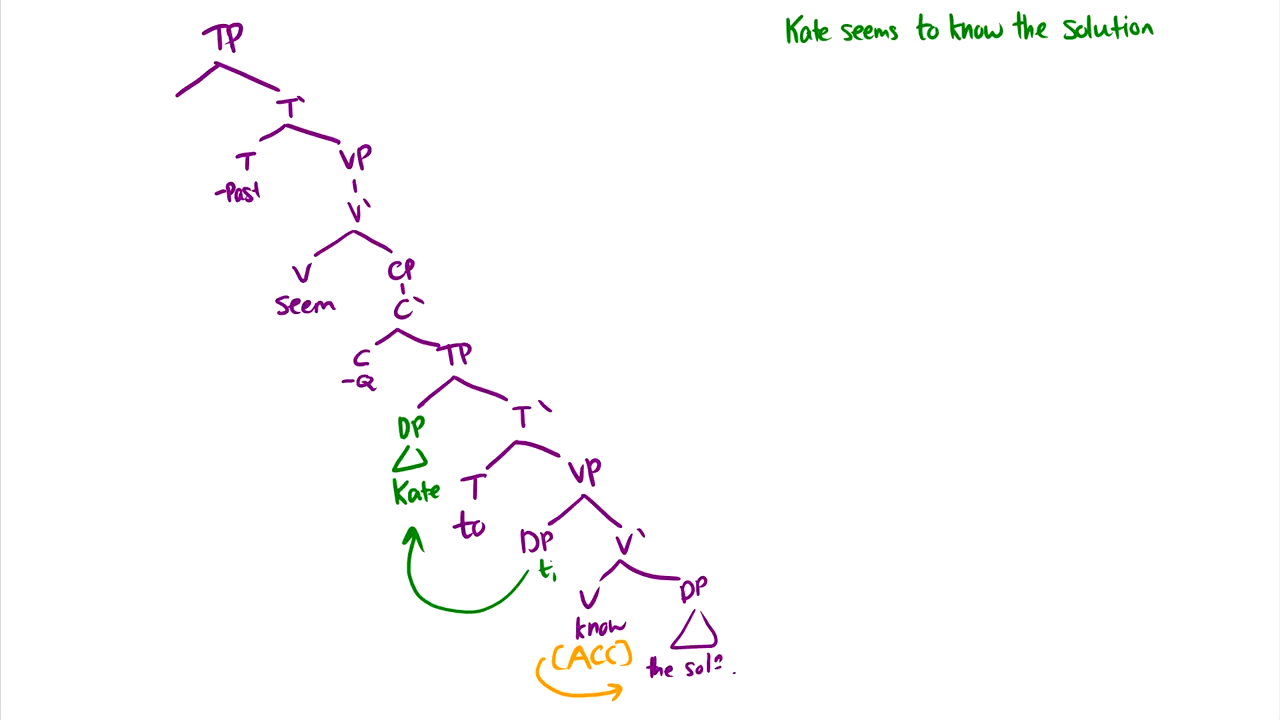 TP
Kate seems to know the solution
T`
T
VP
-Past
V`
V
CP
seem
C`
C
TP
-Q
DP
T`
Kate
T
VP
to
DP
V`
tᵢ
V
DP
know
[ACC]
the sol?.